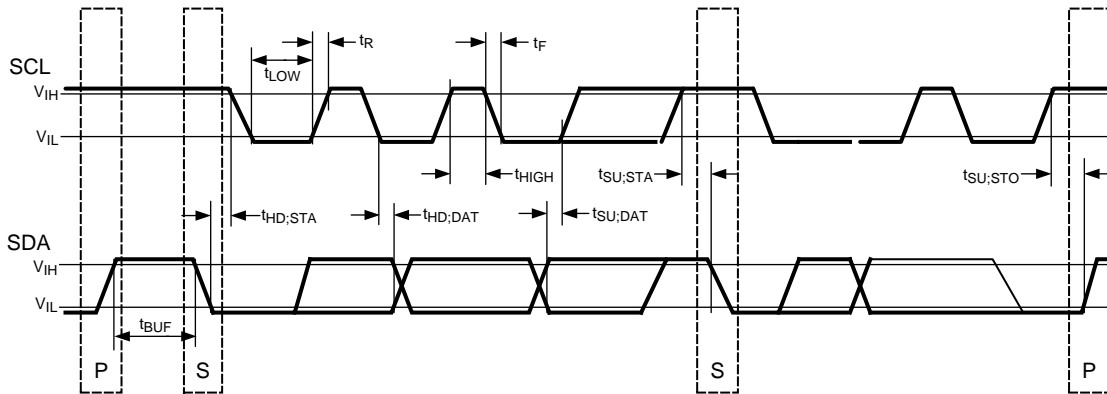 tR
tF
SCL
tLOW
VIH
VIL
tHIGH
tSU;STA
tSU;STO
tHD;STA
tHD;DAT
tSU;DAT
SDA
VIH
VIL
tBUF
P
S
S
P